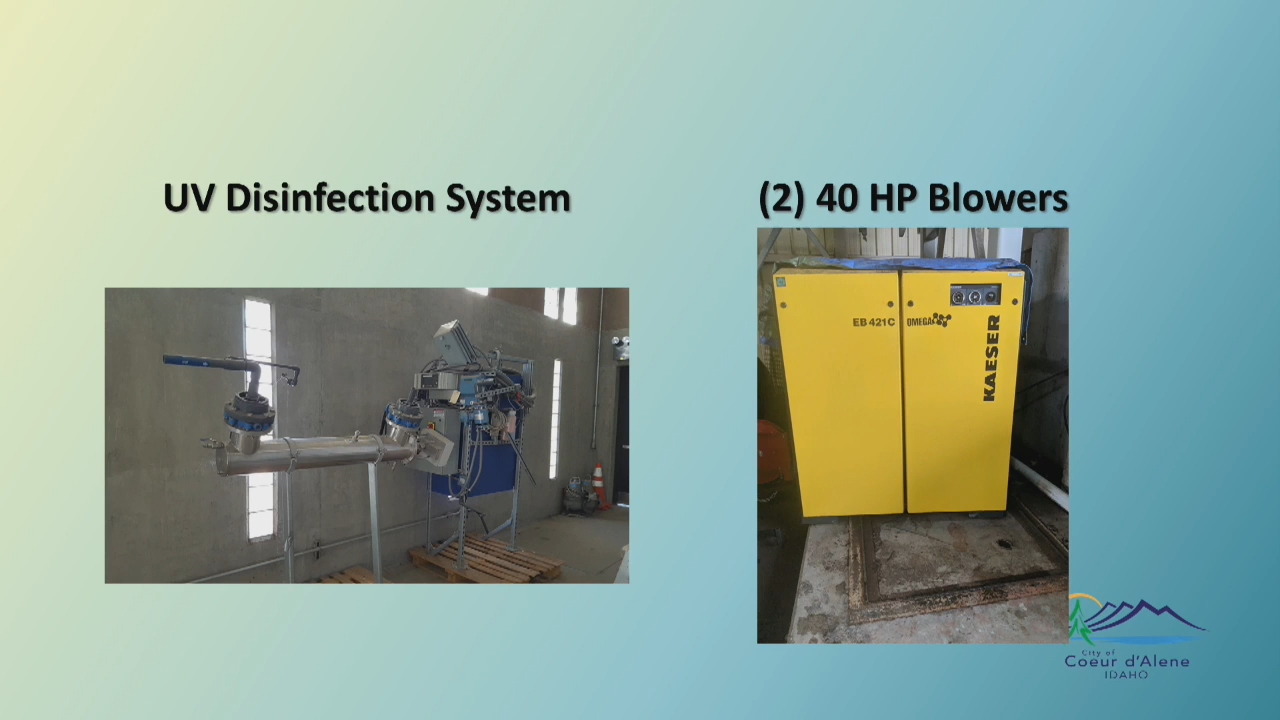 UV Disinfection System
(2) 40 HP Blowers
EB 421C
OMEGA
KAESER
City of
Coeur d'Alene
IDAHO